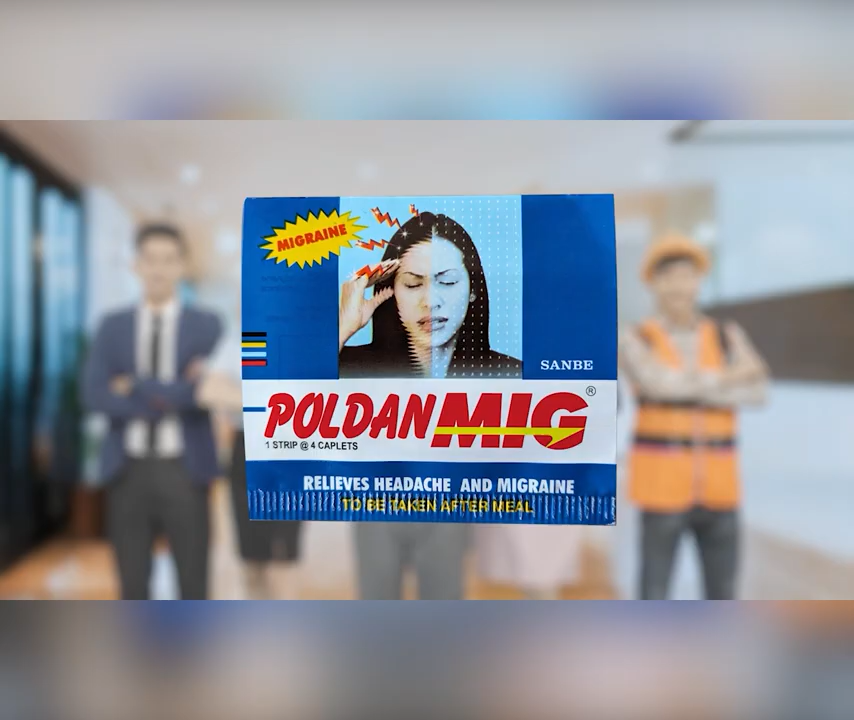 MIGRAINE
SANBE
POLDANMIG®
1 STRIP @ 4 CAPLETS
RELIEVES HEADACHE AND MIGRAINE
TO BE TAKEN AFTER MEAL